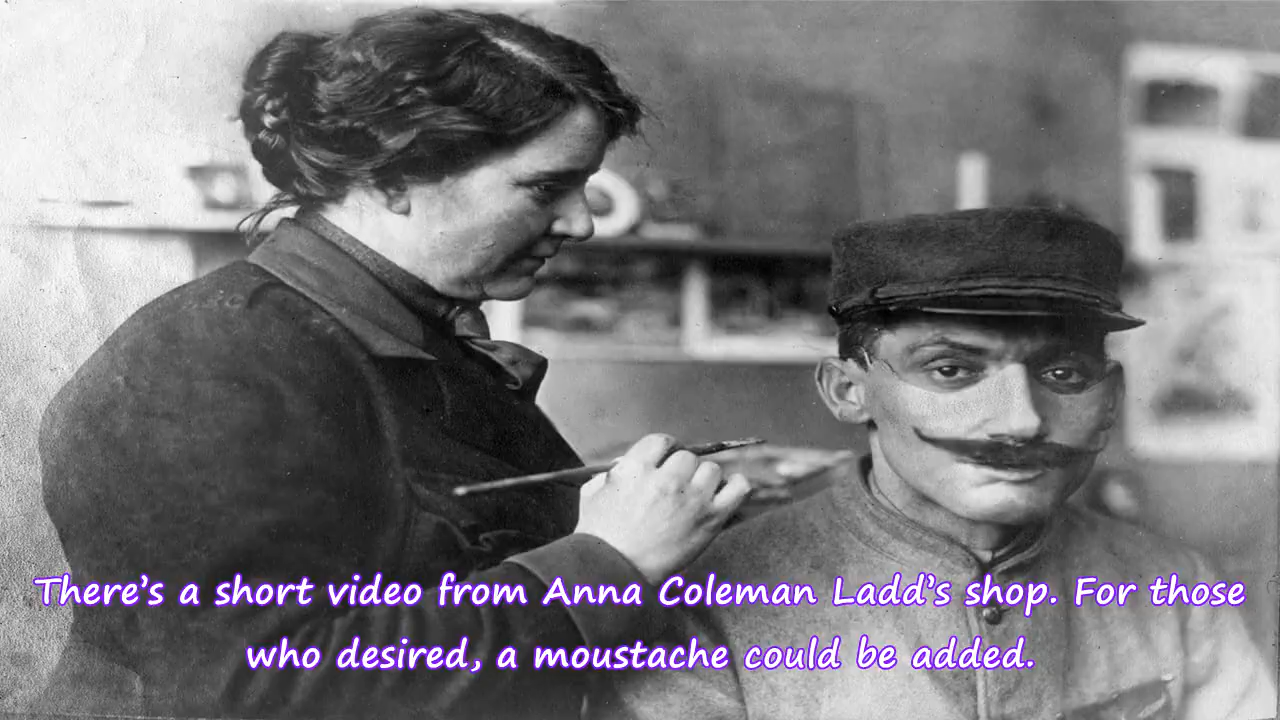 There’s a short video from Anna Coleman Ladd’s shop. For those
who desired, a moustache could be added.